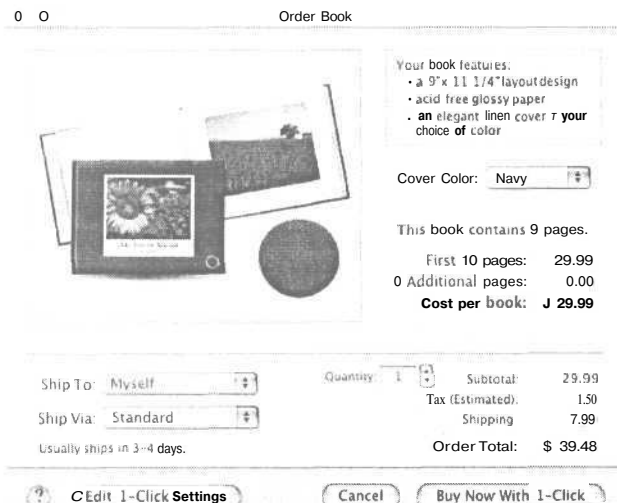 0 O Order Book
Your book features:
• a 9"x 11 1/4" layout design
• acid free glossy paper
. an elegant linen cover τ your
choice of color
Cover Color: Navy
This book contains 9 pages.
First 10 pages: 29.99
0 Additional pages: 0.00
Cost per book: J 29.99
Ship To: Myself
Quantity: 1
Subtotal: 29.99
Ship Via: Standard
Tax (Estimated): 1.50
Shipping 7.99
Usually ships in 3-4 days.
Order Total: $ 39.48
? C Edit 1-Click Settings Cancel Buy Now With 1-Click